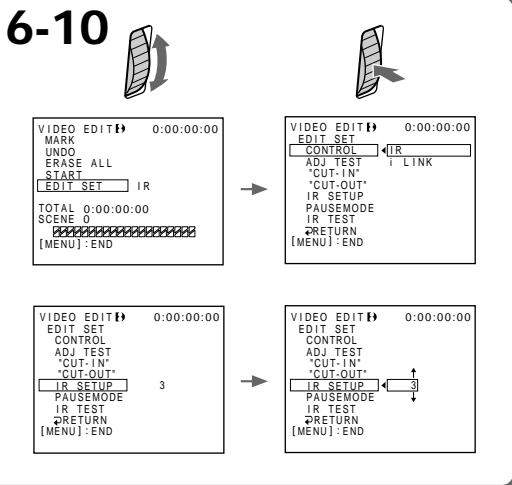 6-10
VIDEO EDIT 0:00:00:00
MARK
UNDO
ERASE ALL
START
EDIT SET IR
TOTAL 0:00:00:00
SCENE 0
[MENU]:END
VIDEO EDIT 0:00:00:00
EDIT SET
CONTROL IR
ADJ TEST i LINK
"CUT-IN"
"CUT-OUT"
IR SETUP
PAUSEMODE
IR TEST
RETURN
[MENU]:END
VIDEO EDIT 0:00:00:00
EDIT SET
CONTROL
ADJ TEST
"CUT-IN"
"CUT-OUT"
IR SETUP 3
PAUSEMODE
IR TEST
RETURN
[MENU]:END
VIDEO EDIT 0:00:00:00
EDIT SET
CONTROL
ADJ TEST
"CUT-IN"
"CUT-OUT"
IR SETUP 3
PAUSEMODE
IR TEST
RETURN
[MENU]:END